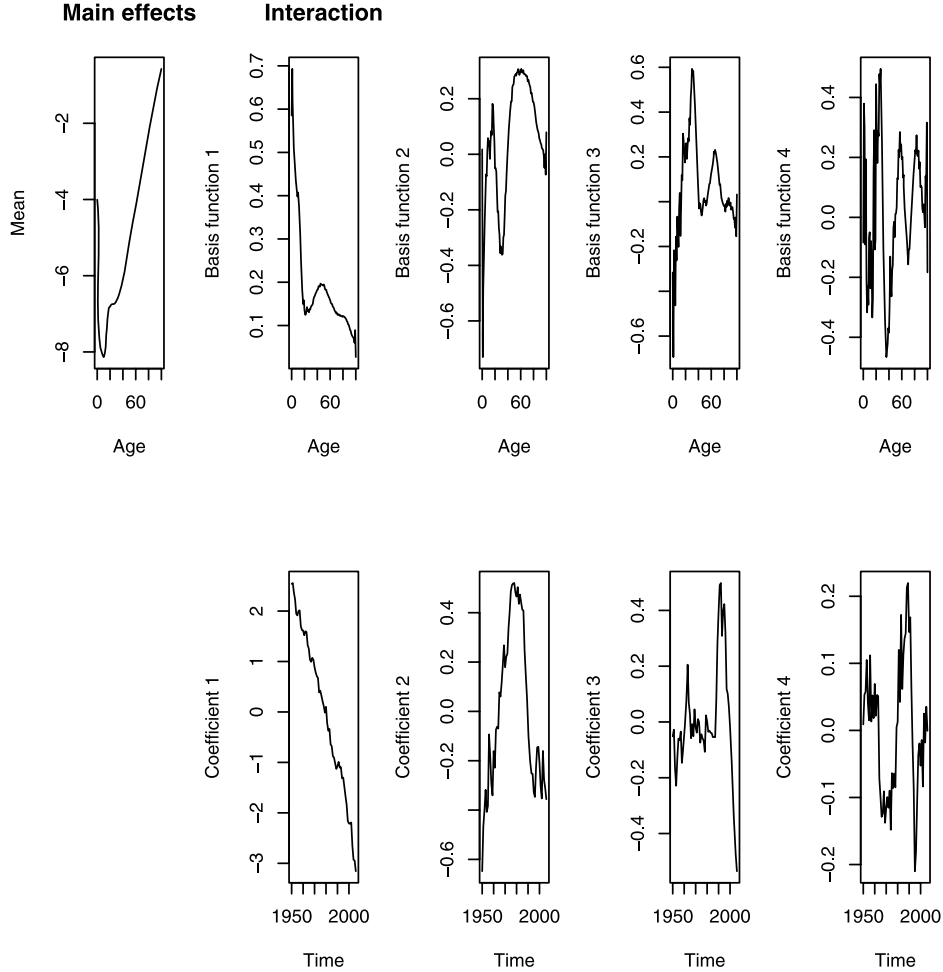 Main effects Interaction
Mean
−2
−4
−6
−8
0 60
Age
Basis function 1
0.7
0.6
0.5
0.4
0.3
0.2
0.1
0 60
Age
Basis function 2
0.2
0.0
−0.2
−0.4
−0.6
0 60
Age
Basis function 3
0.6
0.4
0.2
−0.2
−0.6
0 60
Age
Basis function 4
0.4
0.2
0.0
−0.2
−0.4
0 60
Age
Coefficient 1
2
1
0
−1
−2
−3
1950 2000
Time
Coefficient 2
0.4
0.2
0.0
−0.2
−0.6
1950 2000
Time
Coefficient 3
0.4
0.2
0.0
−0.2
−0.4
1950 2000
Time
Coefficient 4
0.2
0.1
0.0
−0.1
−0.2
1950 2000
Time